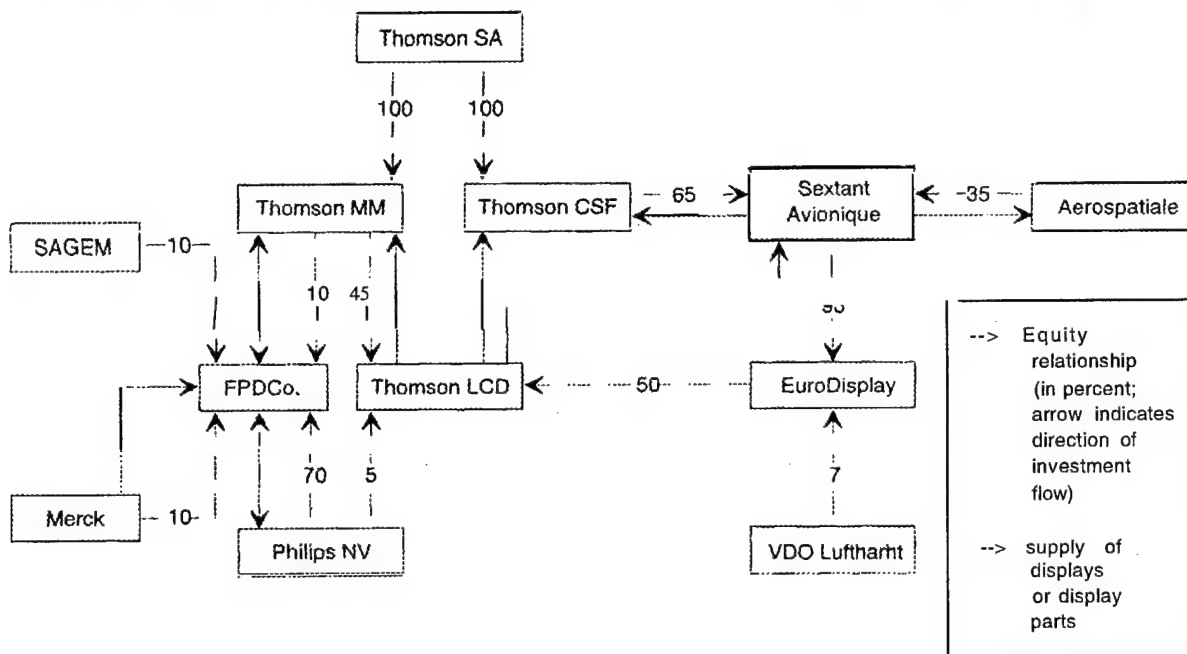 Thomson SA
100
100
Thomson MM
Thomson CSF
65
Sextant
Avionique
35
Aerospatiale
SAGEM
10
10
45
FPDCo.
Thomson LCD
50
EuroDisplay
70
5
7
Merck
10
Philips NV
VDO
--> Equity
relationship
(in percent;
arrow indicates
direction of
investment
flow)
--> supply of
displays
or display
parts